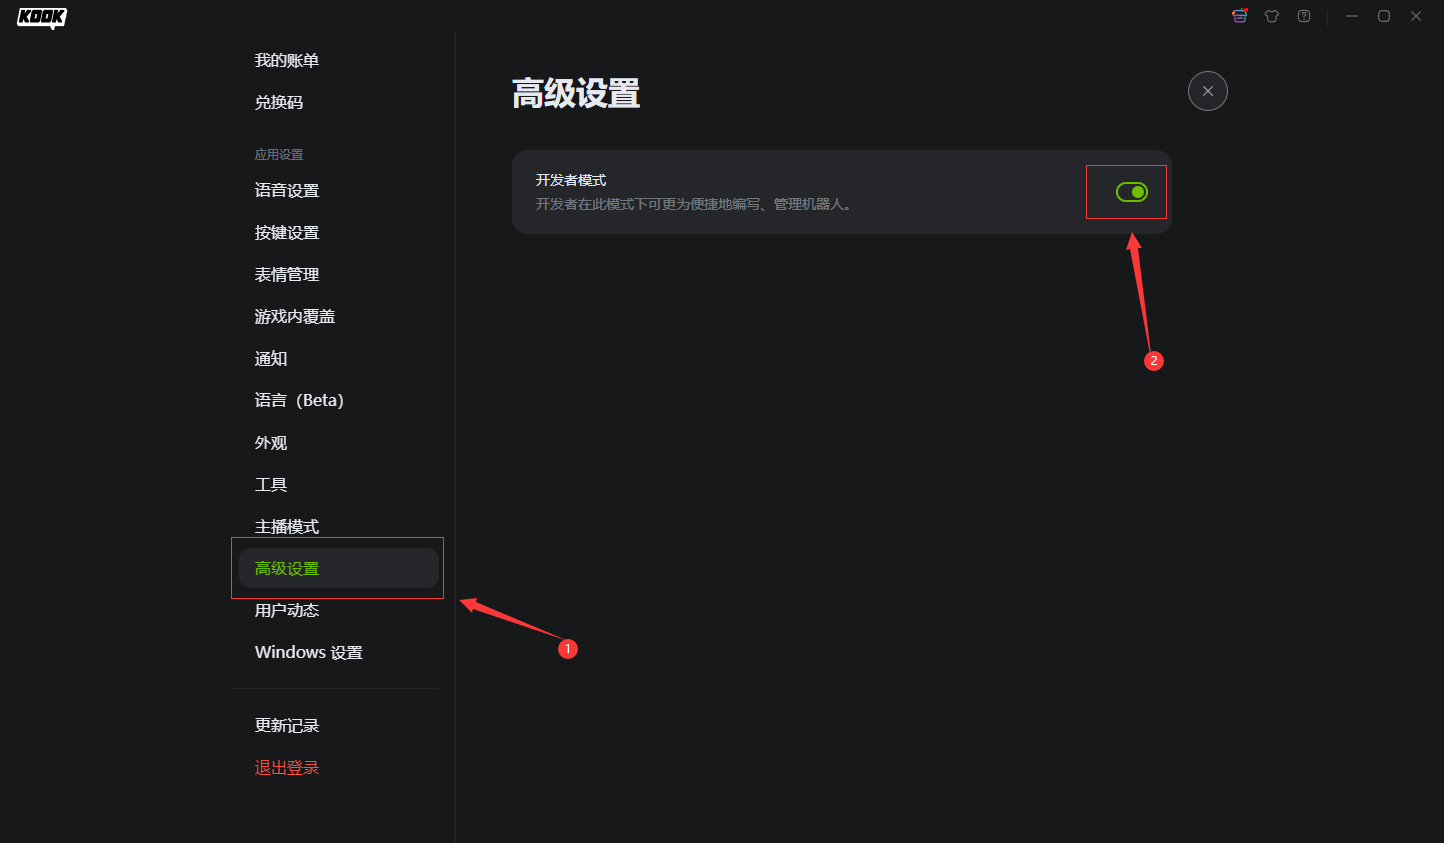 KOOK
我的账单
兑换码
应用设置
语音设置
按键设置
表情管理
游戏内覆盖
通知
语言（Beta）
外观
工具
主播模式
高级设置
用户动态
Windows 设置
更新记录
退出登录
高级设置
开发者模式
开发者在此模式下可更为便捷地编写、管理机器人。
2
1